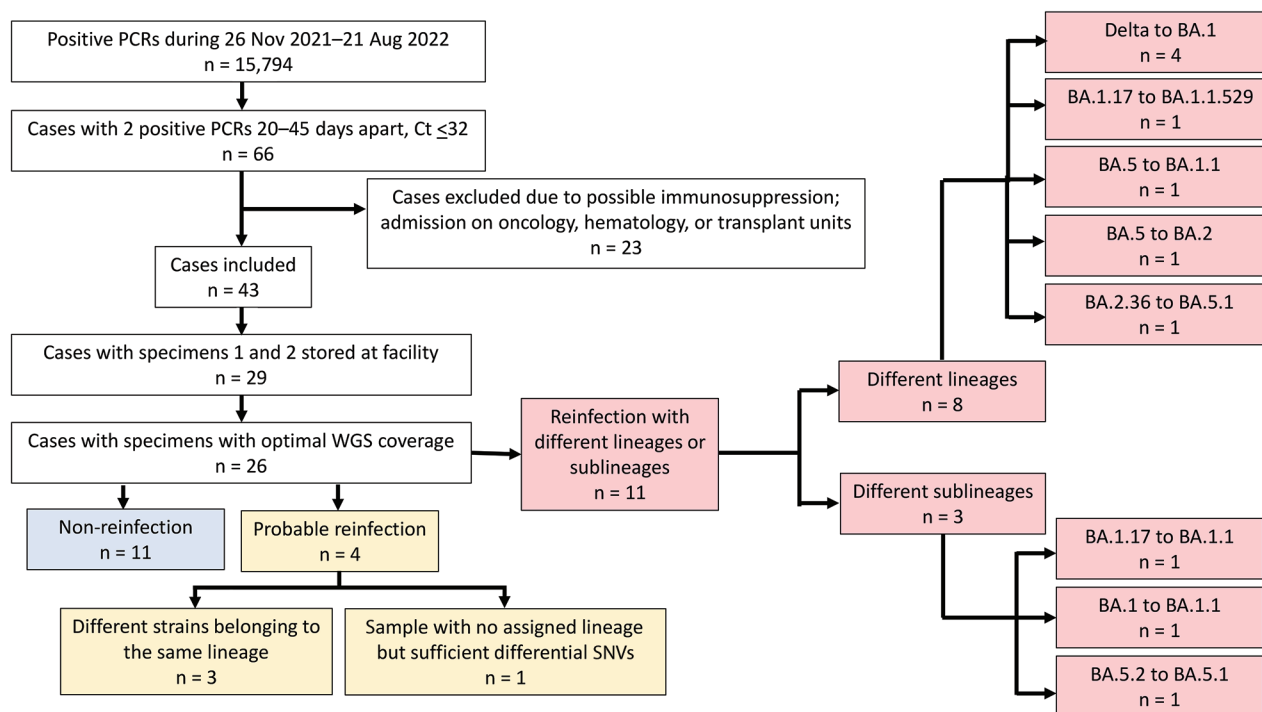 Positive PCRs during 26 Nov 2021–21 Aug 2022
n = 15,794
Cases with 2 positive PCRs 20–45 days apart, Ct ≤32
n = 66
Cases excluded due to possible immunosuppression;
admission on oncology, hematology, or transplant units
n = 23
Cases included
n = 43
Cases with specimens 1 and 2 stored at facility
n = 29
Cases with specimens with optimal WGS coverage
n = 26
Non-reinfection
n = 11
Probable reinfection
n = 4
Different strains belonging to
the same lineage
n = 3
Sample with no assigned lineage
but sufficient differential SNVs
n = 1
Reinfection with
different lineages or
sublineages
n = 11
Different lineages
n = 8
Delta to BA.1
n = 4
BA.1.17 to BA.1.1.529
n = 1
BA.5 to BA.1.1
n = 1
BA.5 to BA.2
n = 1
BA.2.36 to BA.5.1
n = 1
Different sublineages
n = 3
BA.1.17 to BA.1.1
n = 1
BA.1 to BA.1.1
n = 1
BA.5.2 to BA.5.1
n = 1